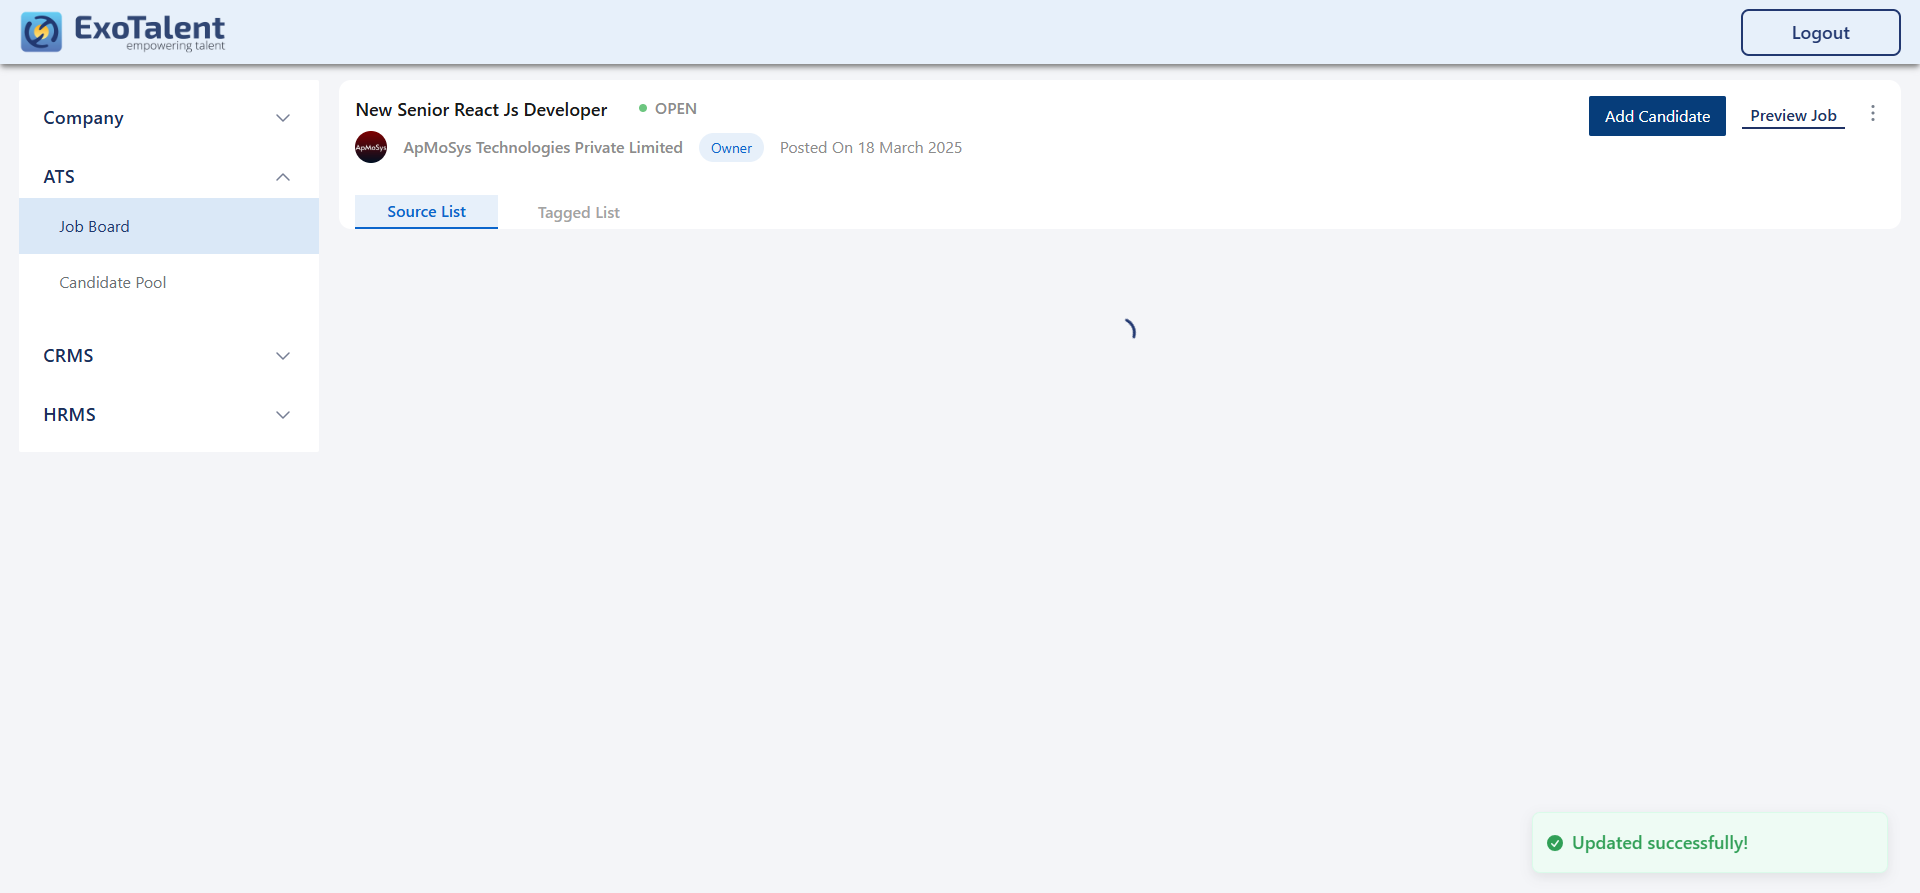 ExoTalent
empowering talent
Logout
Company
ATS
Job Board
Candidate Pool
CRMS
HRMS
New Senior React Js Developer
OPEN
ApMoSys
ApMoSys Technologies Private Limited
Owner
Posted On 18 March 2025
Add Candidate
Preview Job
Source List
Tagged List
Updated successfully!